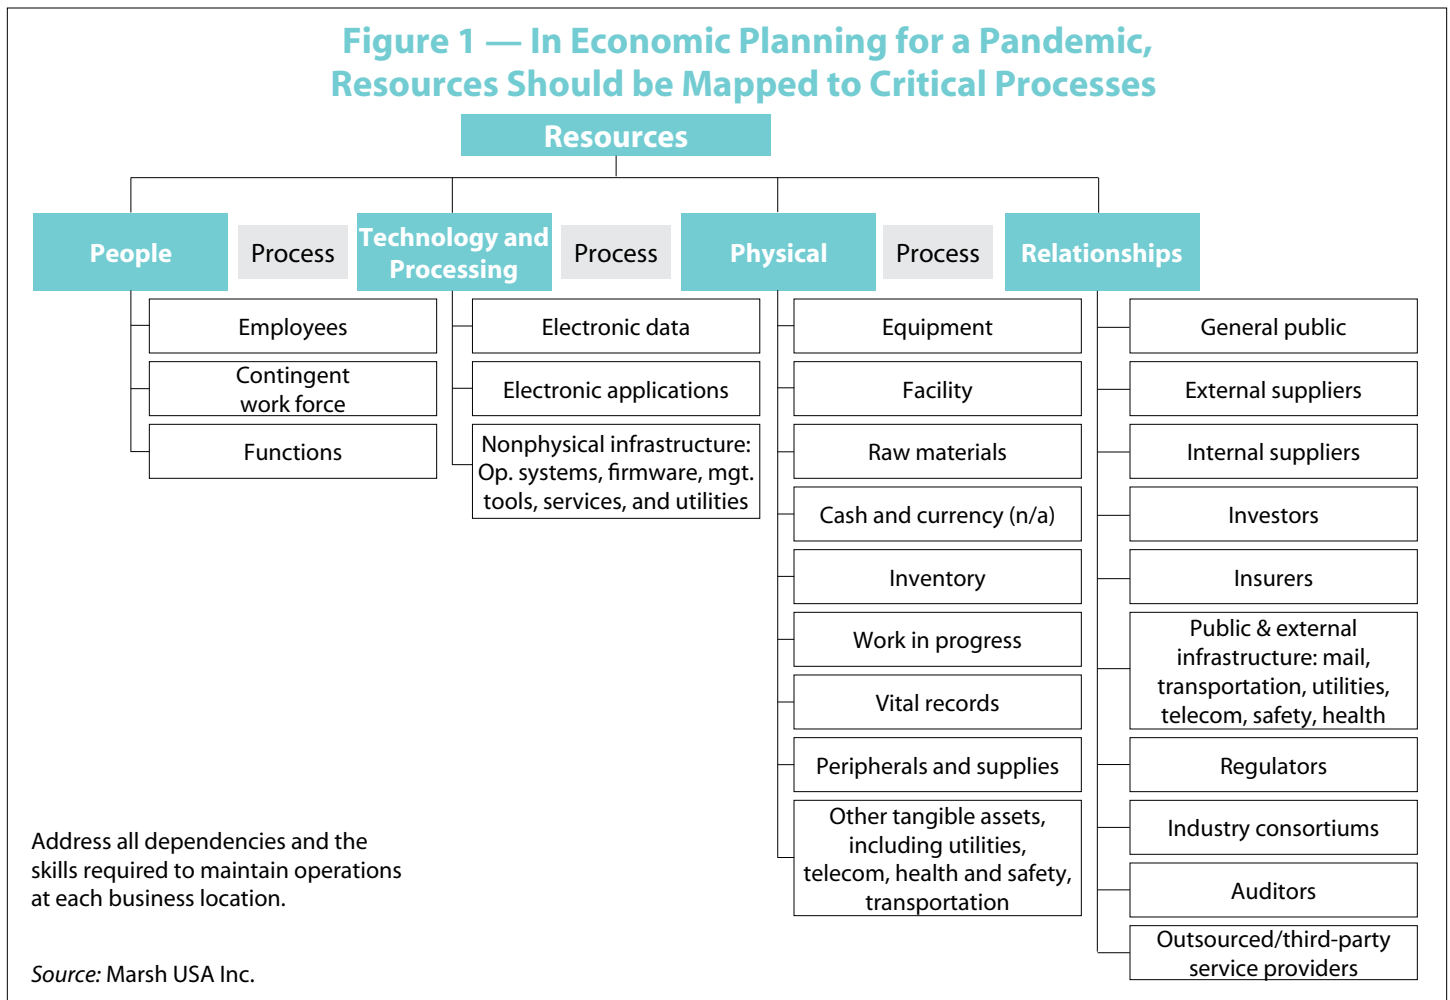 Figure 1 — In Economic Planning for a Pandemic,
Resources Should be Mapped to Critical Processes
Resources
People
Process
Technology and
Processing
Process
Physical
Process
Relationships
Employees
Contingent
work force
Functions
Electronic data
Electronic applications
Nonphysical infrastructure:
Op. systems, firmware, mgt.
tools, services, and utilities
Equipment
Facility
Raw materials
Cash and currency (n/a)
Inventory
Work in progress
Vital records
Peripherals and supplies
Other tangible assets,
including utilities,
telecom, health and safety,
transportation
General public
External suppliers
Internal suppliers
Investors
Insurers
Public & external
infrastructure: mail,
transportation, utilities,
telecom, safety, health
Regulators
Industry consortiums
Auditors
Outsourced/third-party
service providers
Address all dependencies and the
skills required to maintain operations
at each business location.
Source: Marsh USA Inc.